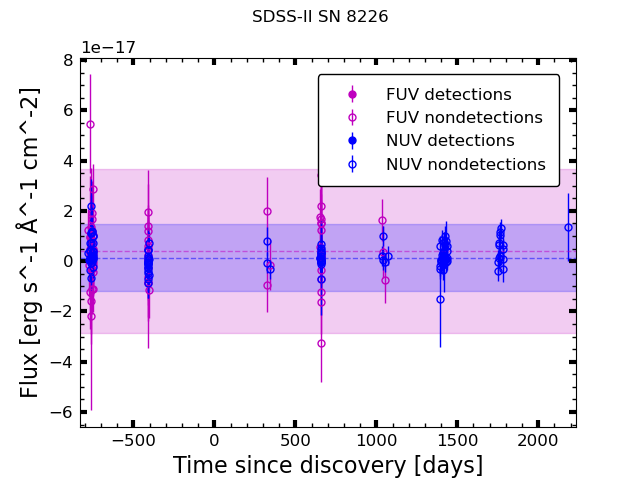 SDSS-II SN 8226
1e−17
8
6
4
2
0
−2
−4
−6
Flux [erg s^-1 Å^-1 cm^-2]
FUV detections
FUV nondetections
NUV detections
NUV nondetections
−500
0
500
1000
1500
2000
Time since discovery [days]